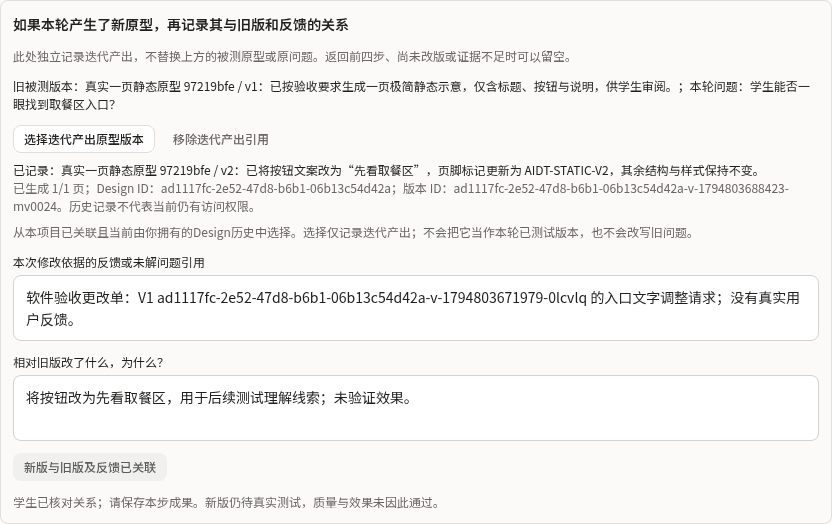 如果本轮产生了新原型，再记录其与旧版和反馈的关系
此处独立记录迭代产出，不替换上方的被测原型或原问题。返回前四步、尚未改版或证据不足时可以留空。
旧被测版本：真实一页静态原型 97219bfe / v1：已按验收要求生成一页极简静态示意，仅含标题、按钮与说明，供学生审阅。；本轮问题：学生能否一
眼找到取餐区入口？
选择迭代产出原型版本 移除迭代产出引用
已记录：真实一页静态原型 97219bfe / v2：已将按钮文案改为“先看取餐区”，页脚标记更新为 AIDT-STATIC-V2，其余结构与样式保持不变。
已生成 1/1 页；Design ID：ad1117fc-2e52-47d8-b6b1-06b13c54d42a；版本 ID：ad1117fc-2e52-47d8-b6b1-06b13c54d42a-v-1794803688423-
mv0024。历史记录不代表当前仍有访问权限。
从本项目已关联且当前由你拥有的Design历史中选择。选择仅记录迭代产出；不会把它当作本轮已测试版本，也不会改写旧问题。
本次修改依据的反馈或未解问题引用
软件验收更改单：V1 ad1117fc-2e52-47d8-b6b1-06b13c54d42a-v-1794803671979-0lcvlq 的入口文字调整请求；没有真实用
户反馈。
相对旧版改了什么，为什么？
将按钮改为先看取餐区，用于后续测试理解线索；未验证效果。
新版与旧版及反馈已关联
学生已核对关系；请保存本步成果。新版仍待真实测试，质量与效果未因此通过。